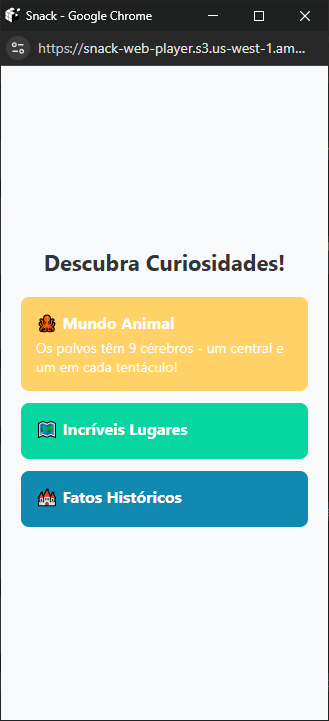 Snack - Google Chrome
https://snack-web-player.s3.us-west-1.am...
Descubra Curiosidades!
🐙 Mundo Animal
Os polvos têm 9 cérebros - um central e
um em cada tentáculo!
🗺️ Incríveis Lugares
🏰 Fatos Históricos